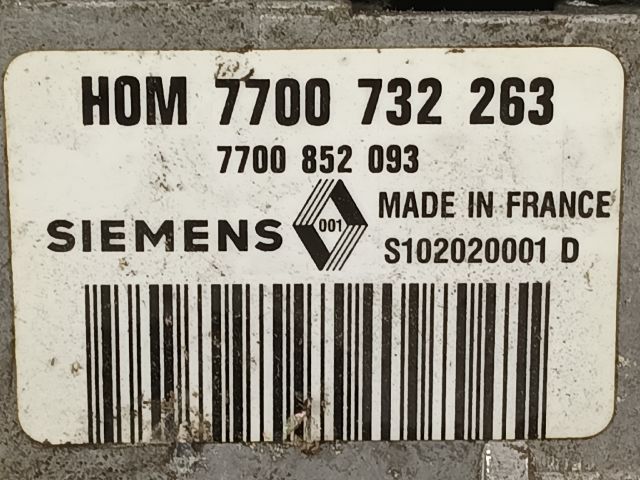 HOM 7700 732 263
7700 852 093
SIEMENS 001 MADE IN FRANCE
S102020001 D